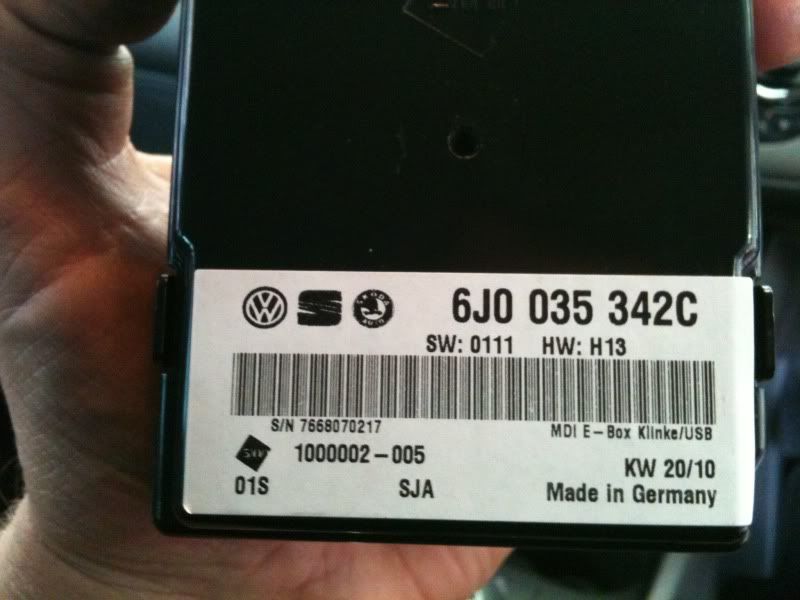 6J0 035 342C
SW: 0111 HW: H13
S/N 7668070217
MDI E-Box Klinke/USB
1000002-005
KW 20/10
01S
SJA
Made in Germany